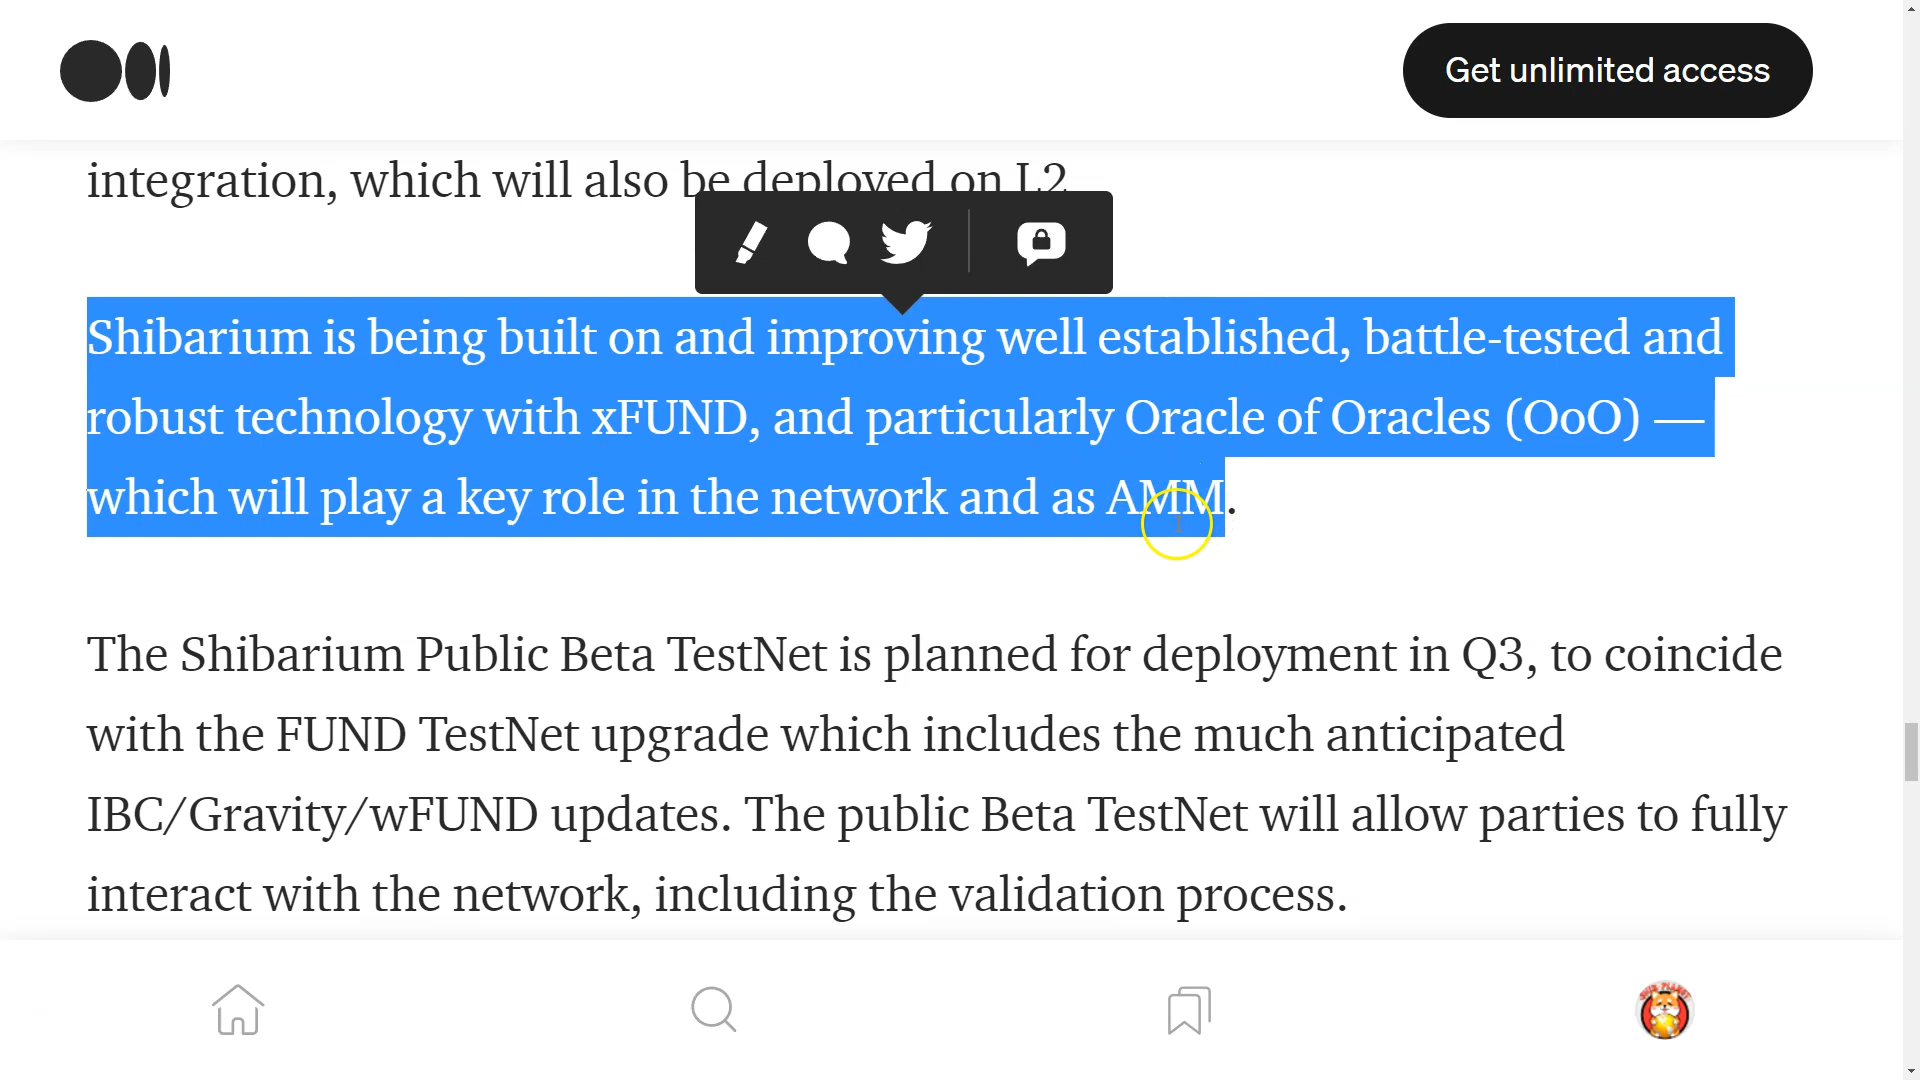 Get unlimited access
integration, which will also be deployed on L2
Shibarium is being built on and improving well established, battle-tested and
robust technology with xFUND, and particularly Oracle of Oracles (OoO) —
which will play a key role in the network and as AMM.
The Shibarium Public Beta TestNet is planned for deployment in Q3, to coincide
with the FUND TestNet upgrade which includes the much anticipated
IBC/Gravity/wFUND updates. The public Beta TestNet will allow parties to fully
interact with the network, including the validation process.